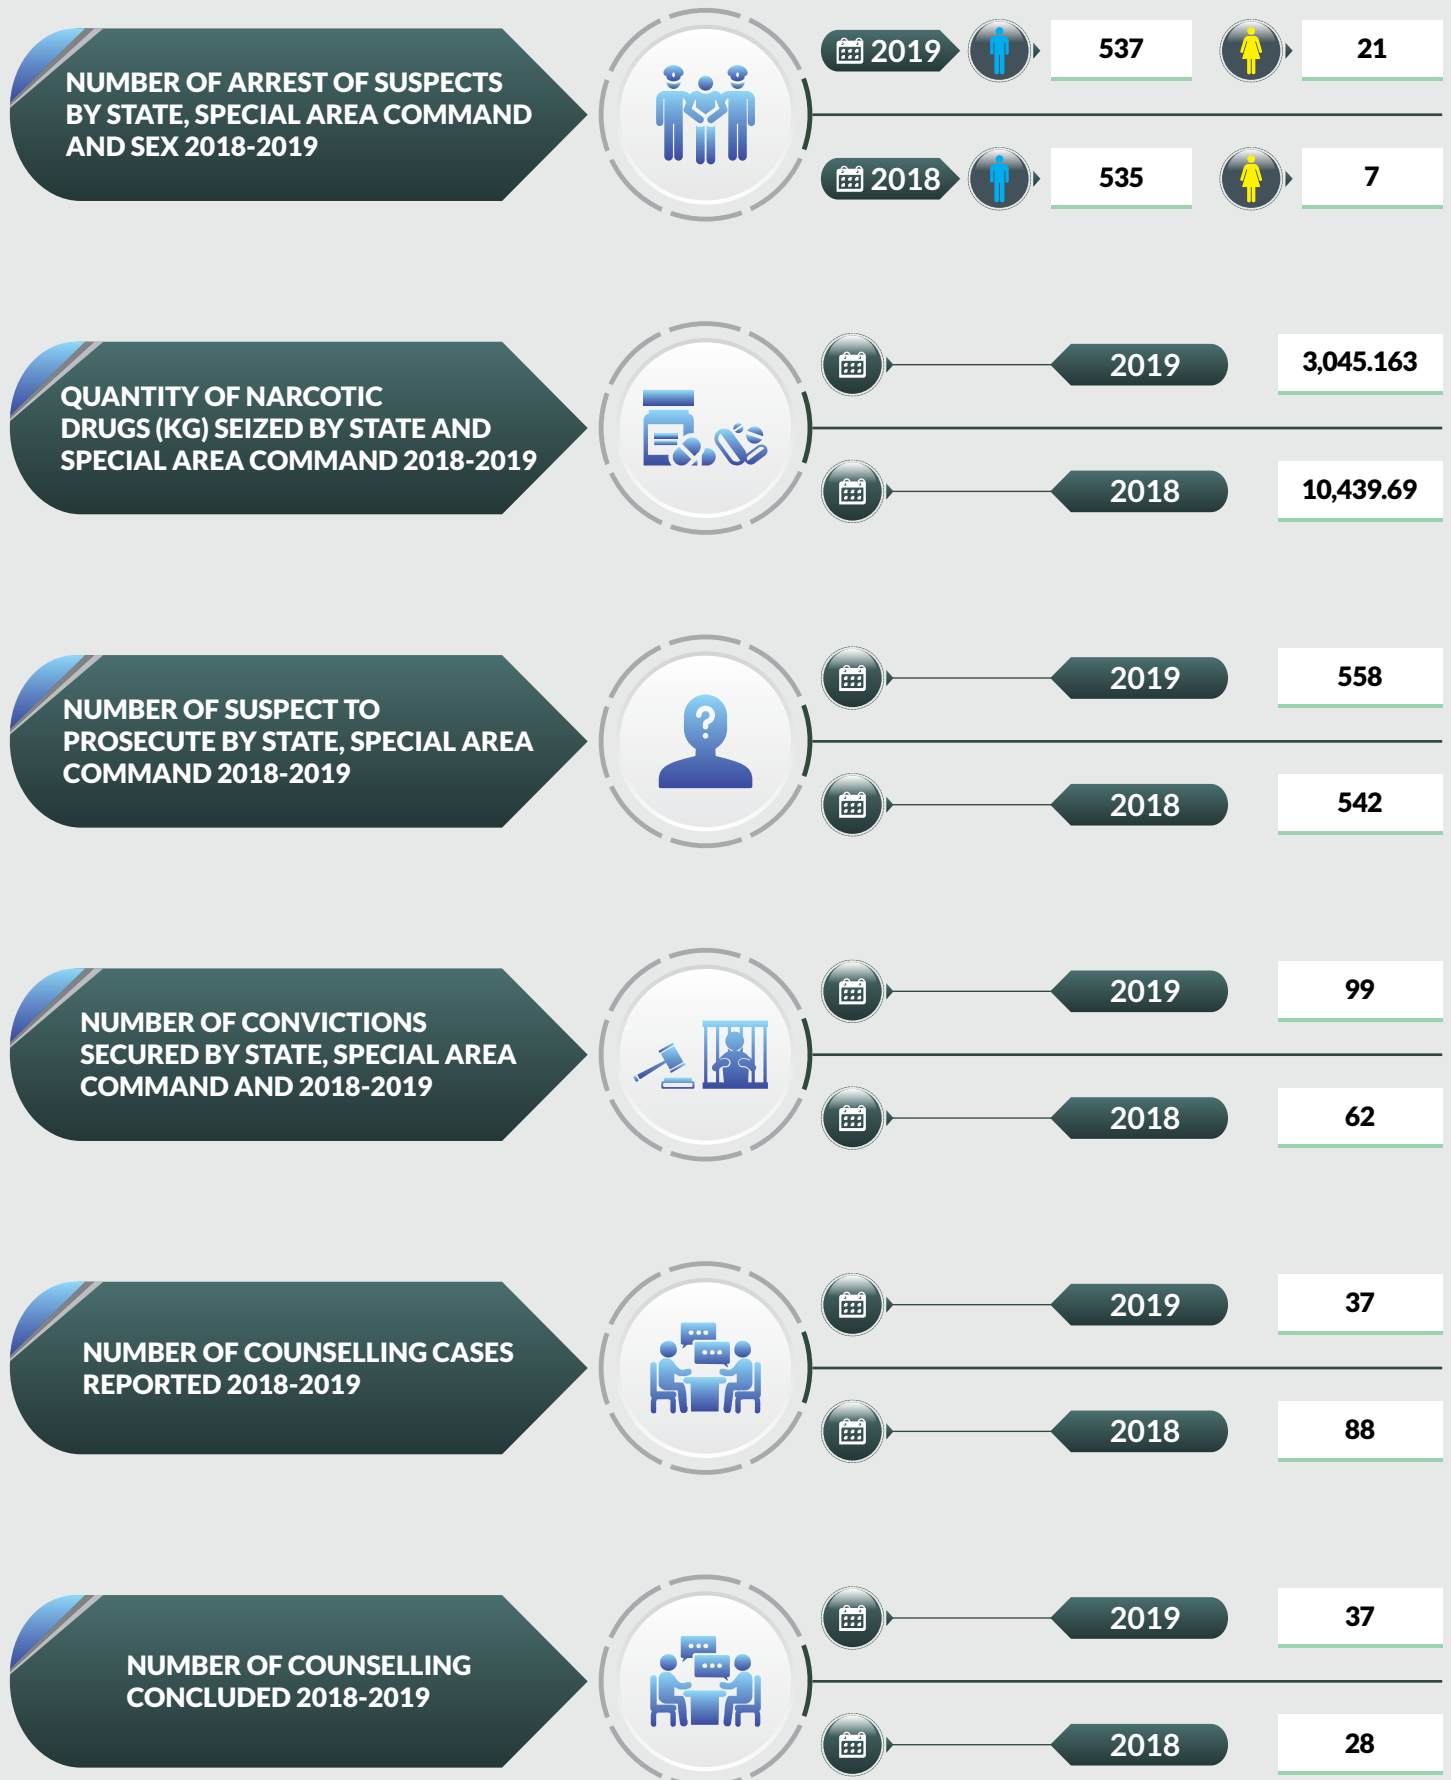 NUMBER OF ARREST OF SUSPECTS
BY STATE, SPECIAL AREA COMMAND
AND SEX 2018-2019
2019
537
21
2018
535
7
QUANTITY OF NARCOTIC
DRUGS (KG) SEIZED BY STATE AND
SPECIAL AREA COMMAND 2018-2019
2019
3,045.163
2018
10,439.69
NUMBER OF SUSPECT TO
PROSECUTE BY STATE, SPECIAL AREA
COMMAND 2018-2019
?
2019
558
2018
542
NUMBER OF CONVICTIONS
SECURED BY STATE, SPECIAL AREA
COMMAND AND 2018-2019
2019
99
2018
62
NUMBER OF COUNSELLING CASES
REPORTED 2018-2019
2019
37
2018
88
NUMBER OF COUNSELLING
CONCLUDED 2018-2019
2019
37
2018
28